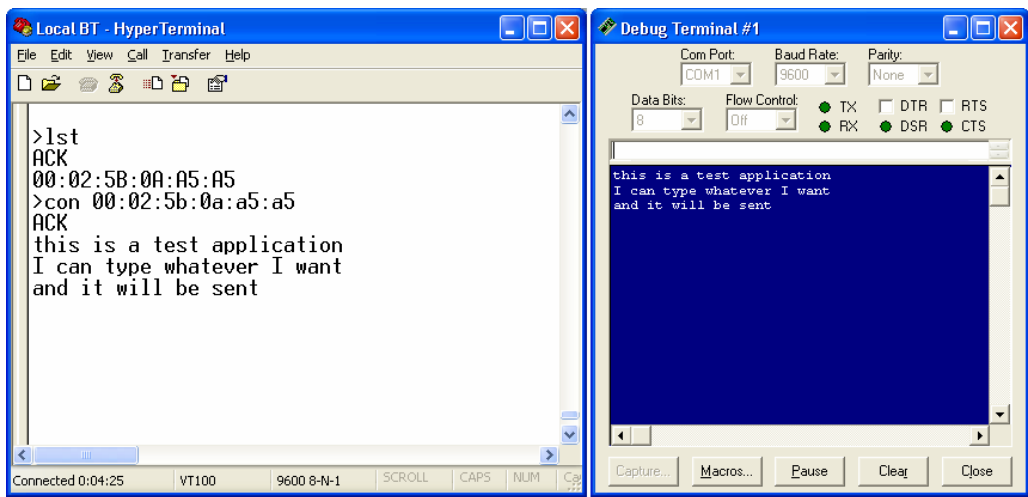 Local BT - HyperTerminal
File Edit View Call Transfer Help
>lst
ACK
00:02:5B:0A:A5:A5
>con 00:02:5b:0a:a5:a5
ACK
this is a test application
I can type whatever I want
and it will be sent
Connected 0:04:25 VT100 9600 8-N-1 SCROLL CAPS NUM
Debug Terminal #1
Com Port: Baud Rate: Parity:
COM1 9600 None
Data Bits: Flow Control: TX DTR RTS
8 Off RX DSR CTS
this is a test application
I can type whatever I want
and it will be sent
Capture... Macros... Pause Clear Close